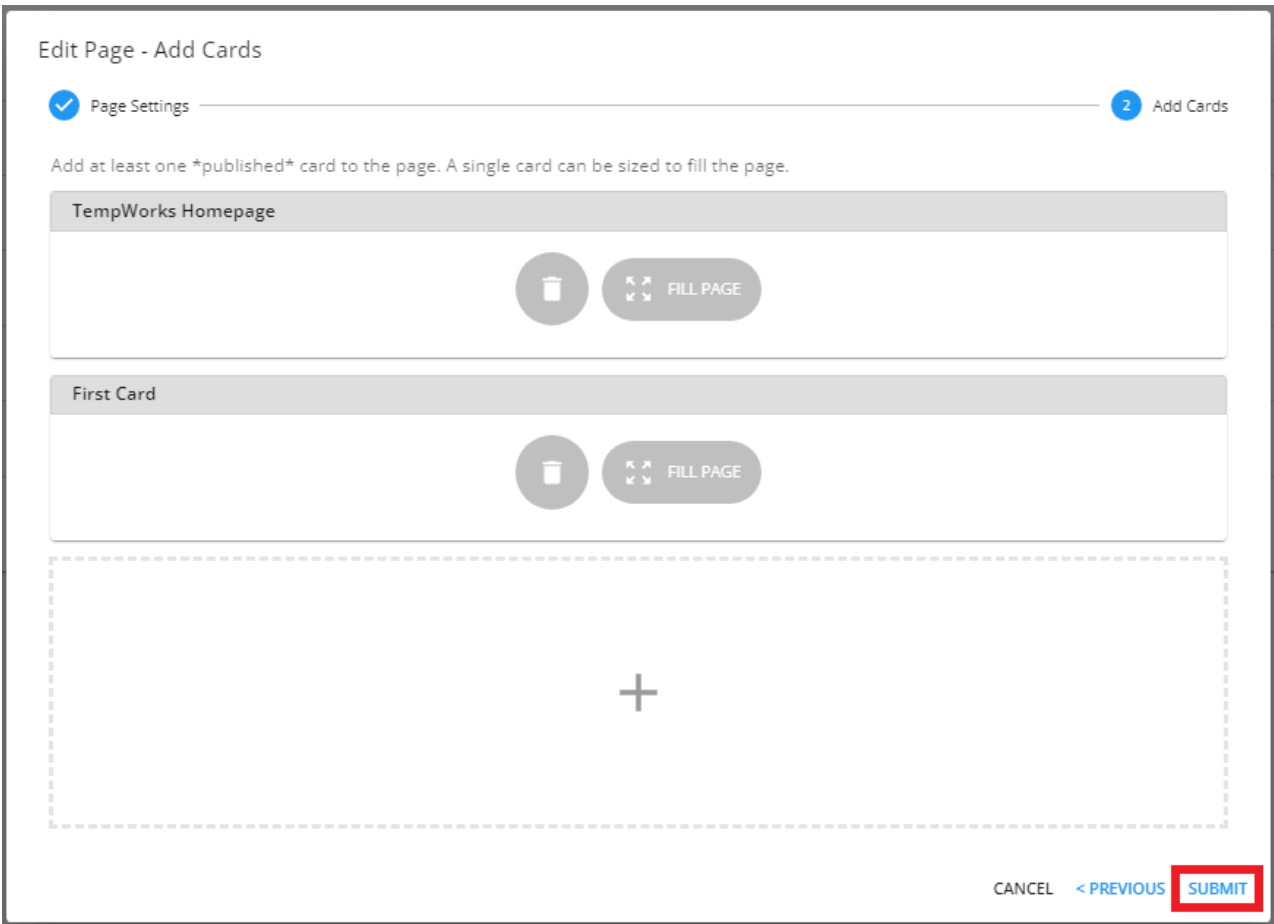 Edit Page - Add Cards
Page Settings
2 Add Cards
Add at least one *published* card to the page. A single card can be sized to fill the page.
TempWorks Homepage
FILL PAGE
First Card
FILL PAGE
CANCEL < PREVIOUS SUBMIT